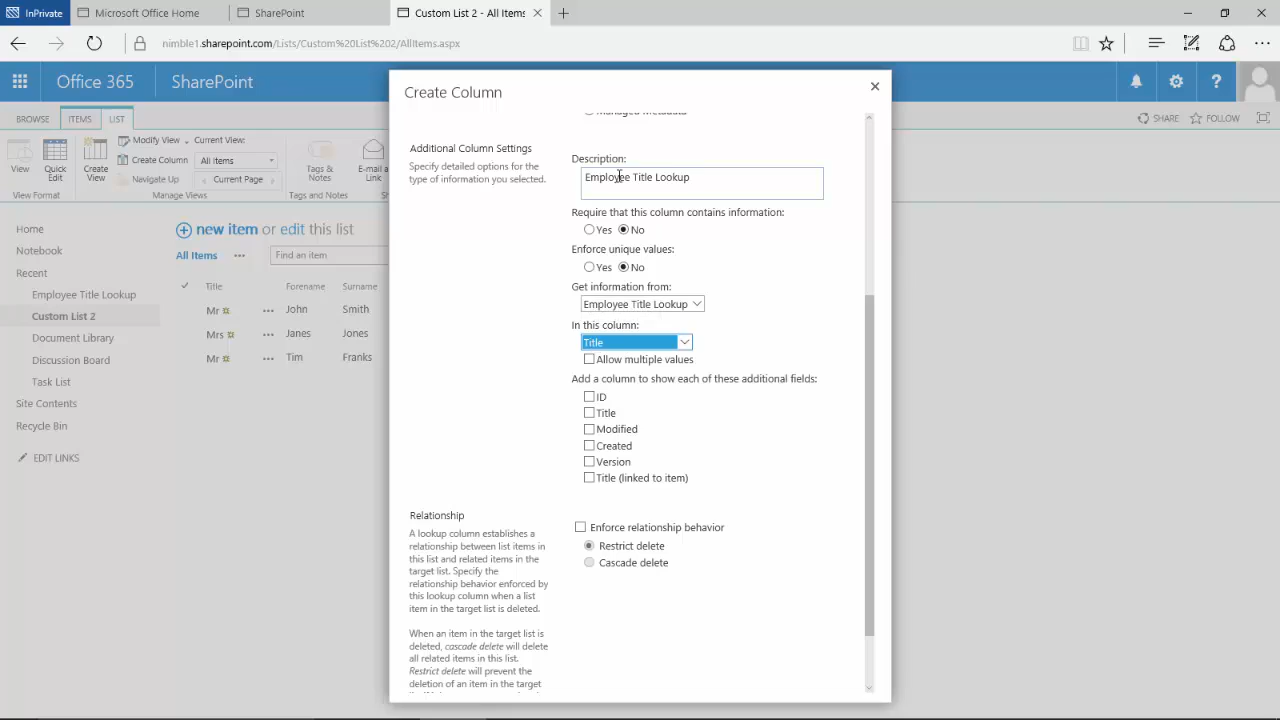 InPrivate
Microsoft Office Home
SharePoint
Custom List 2 - All Items
nimble1.sharepoint.com/Lists/Custom%20List%202/AllItems.aspx
Office 365
SharePoint
?
BROWSE
ITEMS
LIST
SHARE
FOLLOW
View
Quick Edit
View Format
Create View
Modify View
Create Column
Navigate Up
Current View:
All items
Current Page
Manage Views
Tags & Notes
Tags and Notes
E-mail a Link
Home
Notebook
Recent
Employee Title Lookup
Custom List 2
Document Library
Discussion Board
Task List
Site Contents
Recycle Bin
EDIT LINKS
new item or edit this list
All Items
Find an item
Title Forename Surname
Mr John Smith
Mrs Janes Jones
Mr Tim Franks
Create Column
Managed Metadata
Additional Column Settings
Specify detailed options for the
type of information you selected.
Description:
Employee Title Lookup
Require that this column contains information:
Yes No
Enforce unique values:
Yes No
Get information from:
Employee Title Lookup
In this column:
Title
Allow multiple values
Add a column to show each of these additional fields:
ID
Title
Modified
Created
Version
Title (linked to item)
Relationship
A lookup column establishes a
relationship between list items in
this list and related items in the
target list. Specify the
relationship behavior enforced by
this lookup column when a list
item in the target list is deleted.
When an item in the target list is
deleted, cascade delete will delete
all related items in this list.
Restrict delete will prevent the
deletion of an item in the target
Enforce relationship behavior
Restrict delete
Cascade delete